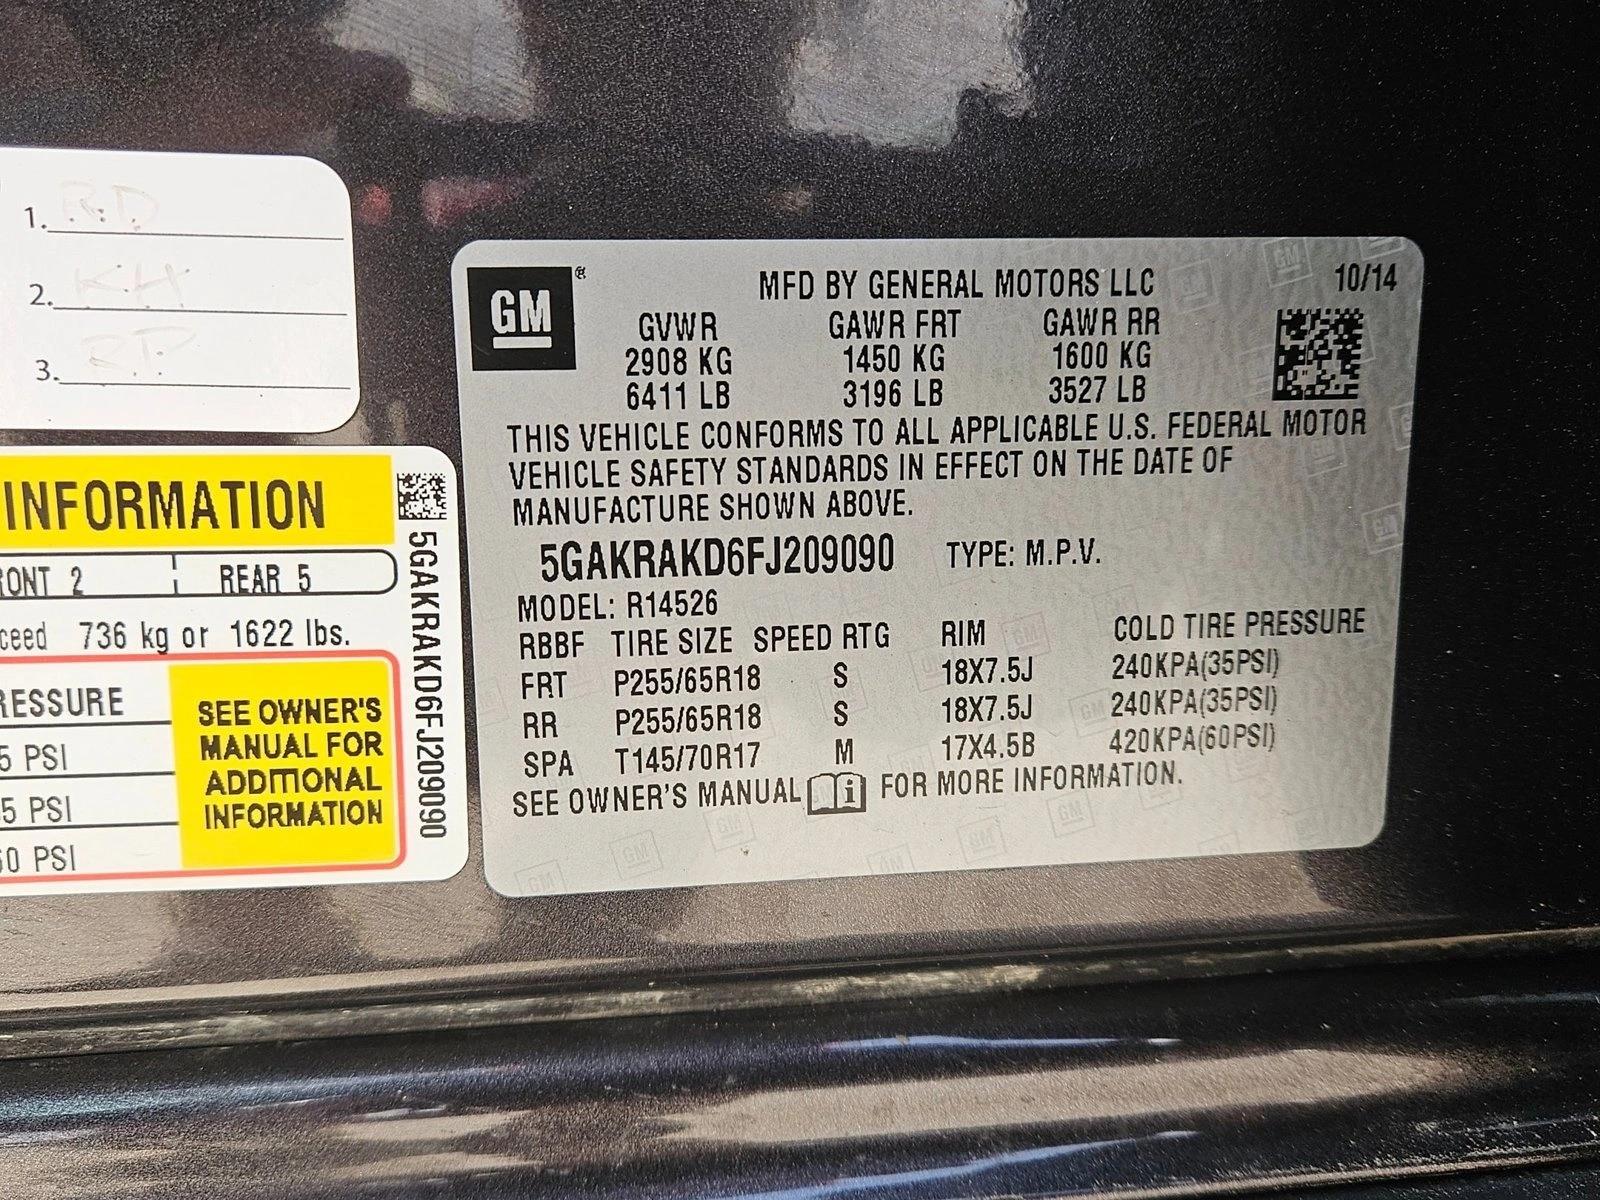 1. RD
2. KH
3.
INFORMATION
RONT 2 REAR 5
ceed 736 kg or 1622 lbs.
RESSURE
5 PSI
5 PSI
60 PSI
SEE OWNER'S
MANUAL FOR
ADDITIONAL
INFORMATION
5GAKRAKD6FJ209090
GM®
MFD BY GENERAL MOTORS LLC 10/14
GVWR GAWR FRT GAWR RR
2908 KG 1450 KG 1600 KG
6411 LB 3196 LB 3527 LB
THIS VEHICLE CONFORMS TO ALL APPLICABLE U.S. FEDERAL MOTOR
VEHICLE SAFETY STANDARDS IN EFFECT ON THE DATE OF
MANUFACTURE SHOWN ABOVE.
5GAKRAKD6FJ209090 TYPE: M.P.V.
MODEL: R14526
RBBF TIRE SIZE SPEED RTG RIM COLD TIRE PRESSURE
FRT P255/65R18 S 18X7.5J 240KPA(35PSI)
RR P255/65R18 S 18X7.5J 240KPA(35PSI)
SPA T145/70R17 M 17X4.5B 420KPA(60PSI)
SEE OWNER'S MANUAL FOR MORE INFORMATION.